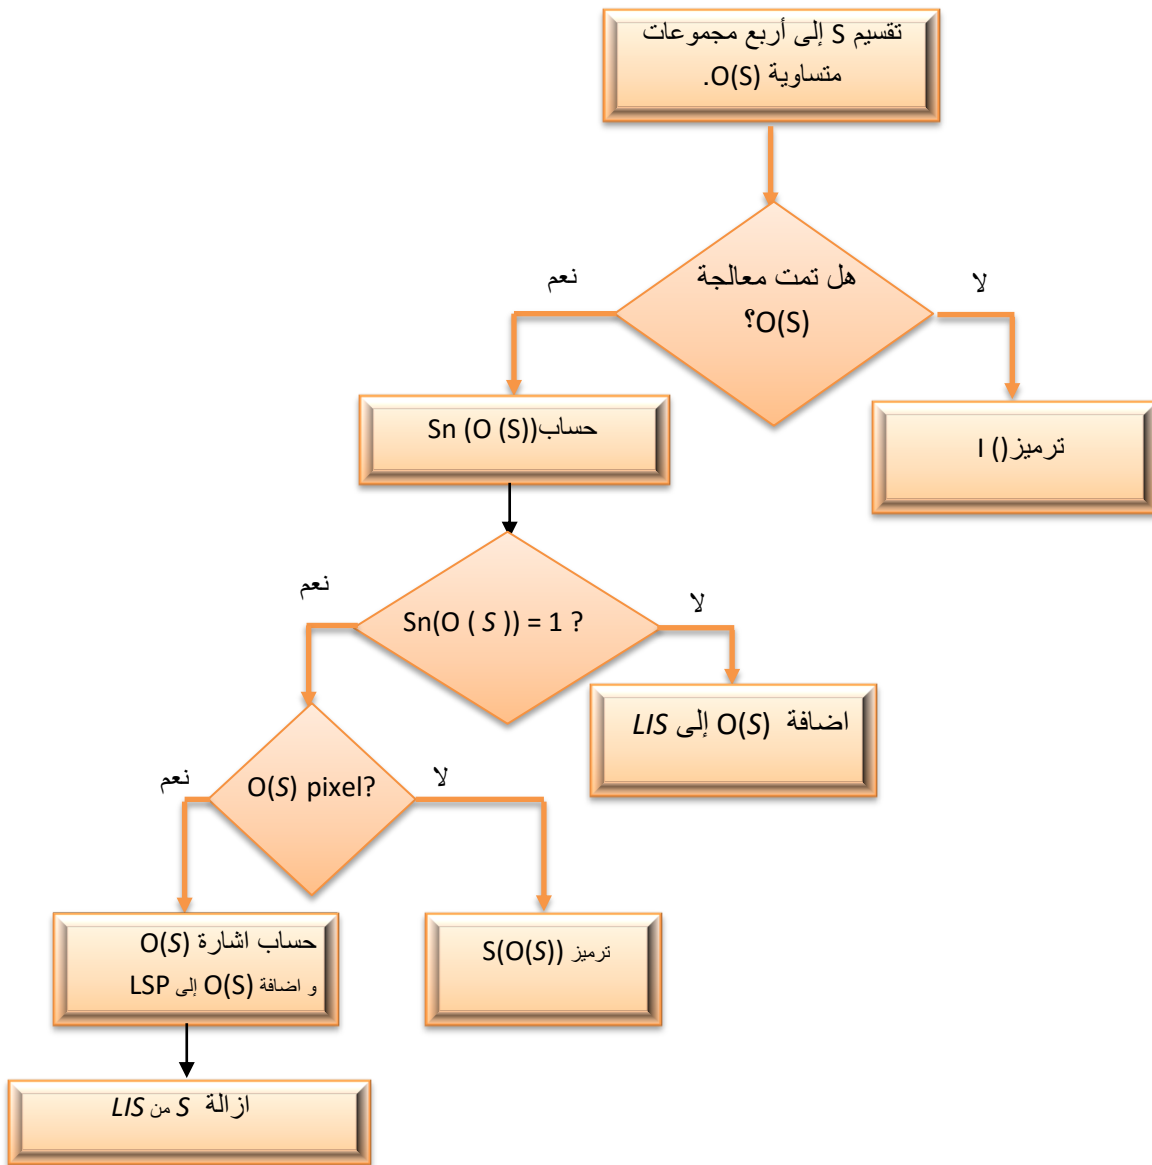 تقسيم S إلى أربع مجموعات
متساوية O(S).
هل تمت معالجة
O(S)؟
نعم
لا
حساب Sn (O (S))
ترميز I ()
Sn(O ( S )) = 1 ?
نعم
لا
اضافة O(S) إلى LIS
O(S) pixel?
نعم
لا
حساب اشارة O(S)
و اضافة O(S) إلى LSP
ترميز S(O(S))
ازالة S من LIS